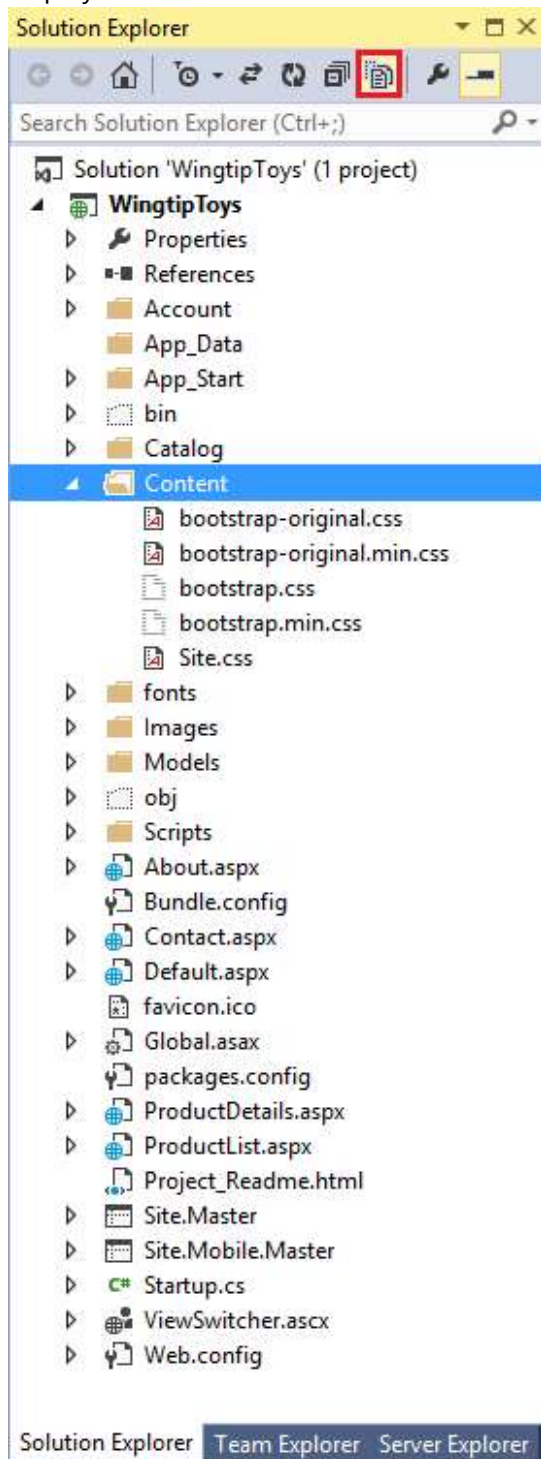 Solution Explorer
Search Solution Explorer (Ctrl+;)
Solution 'WingtipToys' (1 project)
WingtipToys
Properties
References
Account
App_Data
App_Start
bin
Catalog
Content
bootstrap-original.css
bootstrap-original.min.css
bootstrap.css
bootstrap.min.css
Site.css
fonts
Images
Models
obj
Scripts
About.aspx
Bundle.config
Contact.aspx
Default.aspx
favicon.ico
Global.asax
packages.config
ProductDetails.aspx
ProductList.aspx
Project_Readme.html
Site.Master
Site.Mobile.Master
C# Startup.cs
ViewSwitcher.ascx
Web.config
Solution Explorer Team Explorer Server Explorer